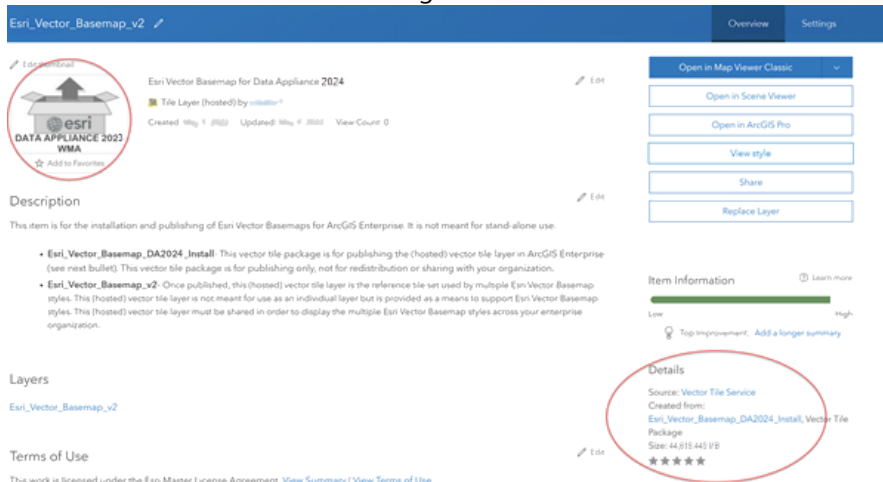 Esri_Vector_Basemap_v2
Overview
Settings
Edit thumbnail
esri
DATA APPLIANCE 2023
WMA
Add to Favorites
Esri Vector Basemap for Data Appliance 2024
Edit
Tile Layer (hosted) by
Created: Updated: View Count: 0
Open in Map Viewer Classic
Open in Scene Viewer
Open in ArcGIS Pro
View style
Share
Replace Layer
Description
Edit
This item is for the installation and publishing of Esri Vector Basemaps for ArcGIS Enterprise. It is not meant for stand-alone use.
• Esri_Vector_Basemap_DA2024_Install- This vector tile package is for publishing the (hosted) vector tile layer in ArcGIS Enterprise
(see next bullet). This vector tile package is for publishing only, not for redistribution or sharing with your organization.
• Esri_Vector_Basemap_v2- Once published, this (hosted) vector tile layer is the reference tile set used by multiple Esri Vector Basemap
styles. This (hosted) vector tile layer is not meant for use as an individual layer but is provided as a means to support Esri Vector Basemap
styles. This (hosted) vector tile layer must be shared in order to display the multiple Esri Vector Basemap styles across your enterprise
organization.
Item Information
Learn more
Low
High
Top Improvement: Add a longer summary
Layers
Esri_Vector_Basemap_v2
Details
Source: Vector Tile Service
Created from:
Esri_Vector_Basemap_DA2024_Install, Vector Tile
Package
Size: MB
Terms of Use
Edit
This work is licensed under the Esri Master License Agreement. View Summary | View Terms of Use